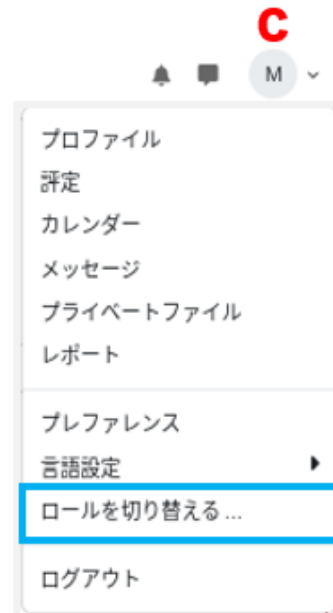 C
M
プロファイル
評定
カレンダー
メッセージ
プライベートファイル
レポート
プレファレンス
言語設定
ロールを切り替える ...
ログアウト